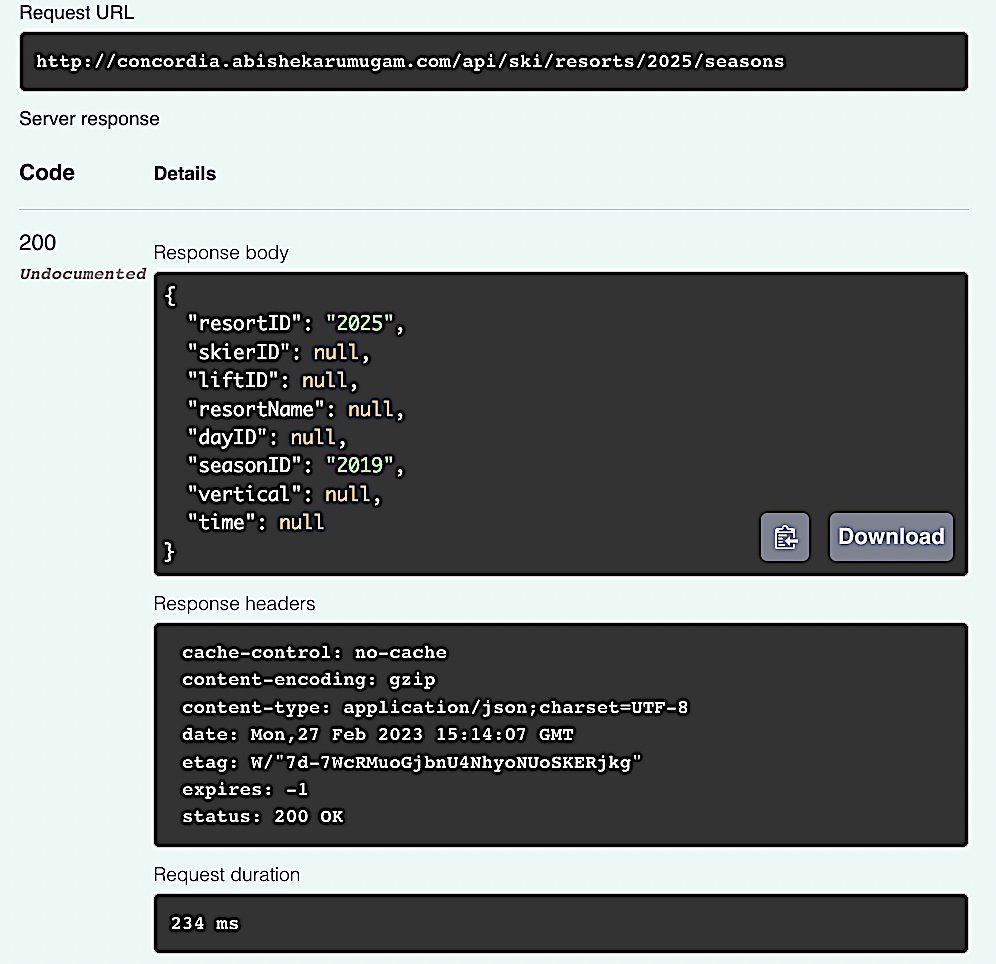 Request URL
http://concordia.abishekarumugam.com/api/ski/resorts/2025/seasons
Server response
Code Details
200
Undocumented
Response body
{
"resortID": "2025",
"skierID": null,
"liftID": null,
"resortName": null,
"dayID": null,
"seasonID": "2019",
"vertical": null,
"time": null
}
Download
Response headers
cache-control: no-cache
content-encoding: gzip
content-type: application/json;charset=UTF-8
date: Mon,27 Feb 2023 15:14:07 GMT
etag: W/"7d-7WcRMuoGjbnU4NhyoNUoSKERjkg"
expires: -1
status: 200 OK
Request duration
234 ms